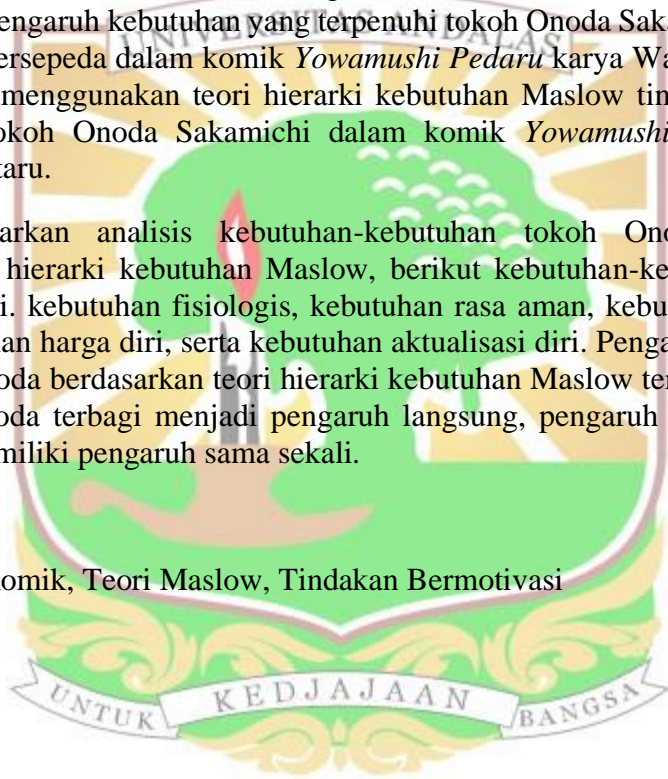 engaruh kebutuhan yang terpenuhi tokoh Onoda Saka
UNIVERSITAS ANDALAS
ersepeda dalam komik Yowamushi Pedaru karya Wa
menggunakan teori hierarki kebutuhan Maslow tin
okoh Onoda Sakamichi dalam komik Yowamushi
taru.
arkan analisis kebutuhan-kebutuhan tokoh Ono
hierarki kebutuhan Maslow, berikut kebutuhan-ke
i. kebutuhan fisiologis, kebutuhan rasa aman, kebu
an harga diri, serta kebutuhan aktualisasi diri. Penga
oda berdasarkan teori hierarki kebutuhan Maslow ter
oda terbagi menjadi pengaruh langsung, pengaruh
miliki pengaruh sama sekali.
omik, Teori Maslow, Tindakan Bermotivasi
UNTUK KEDJAJAAN BANGSA